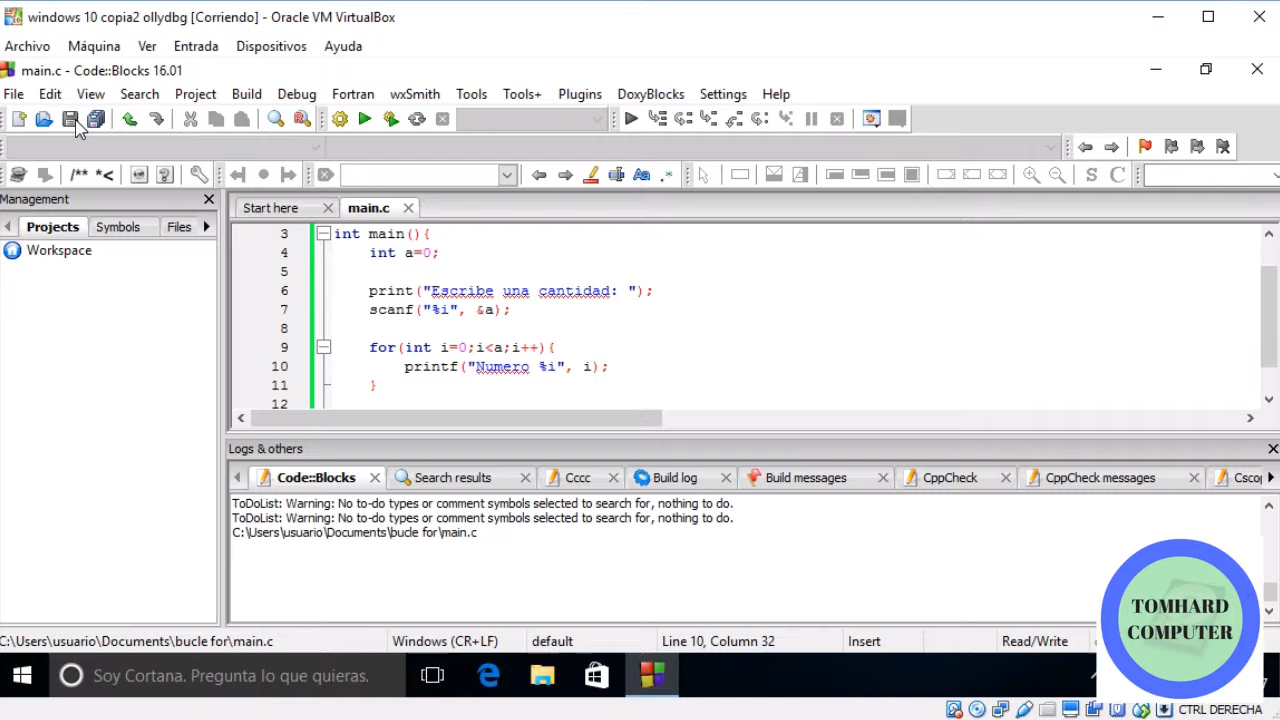 windows 10 copia2 ollydbg [Corriendo] - Oracle VM VirtualBox
Archivo Máquina Ver Entrada Dispositivos Ayuda
main.c - Code::Blocks 16.01
File Edit View Search Project Build Debug Fortran wxSmith Tools Tools+ Plugins DoxyBlocks Settings Help
/** *< Aa .* S C
Management
Projects Symbols Files
Workspace
Start here main.c
3 int main(){
4 int a=0;
5
6 print("Escribe una cantidad: ");
7 scanf("%i", &a);
8
9 for(int i=0;i<a;i++){
10 printf("Numero %i", i);
11 }
12
Logs & others
Code::Blocks Search results Cccc Build log Build messages CppCheck CppCheck messages Cscop
ToDoList: Warning: No to-do types or comment symbols selected to search for, nothing to do.
ToDoList: Warning: No to-do types or comment symbols selected to search for, nothing to do.
C:\Users\usuario\Documents\bucle for\main.c
C:\Users\usuario\Documents\bucle for\main.c Windows (CR+LF) default Line 10, Column 32 Insert Read/Write
Soy Cortana. Pregunta lo que quieras.
CTRL DERECHA
TOMHARD
COMPUTER